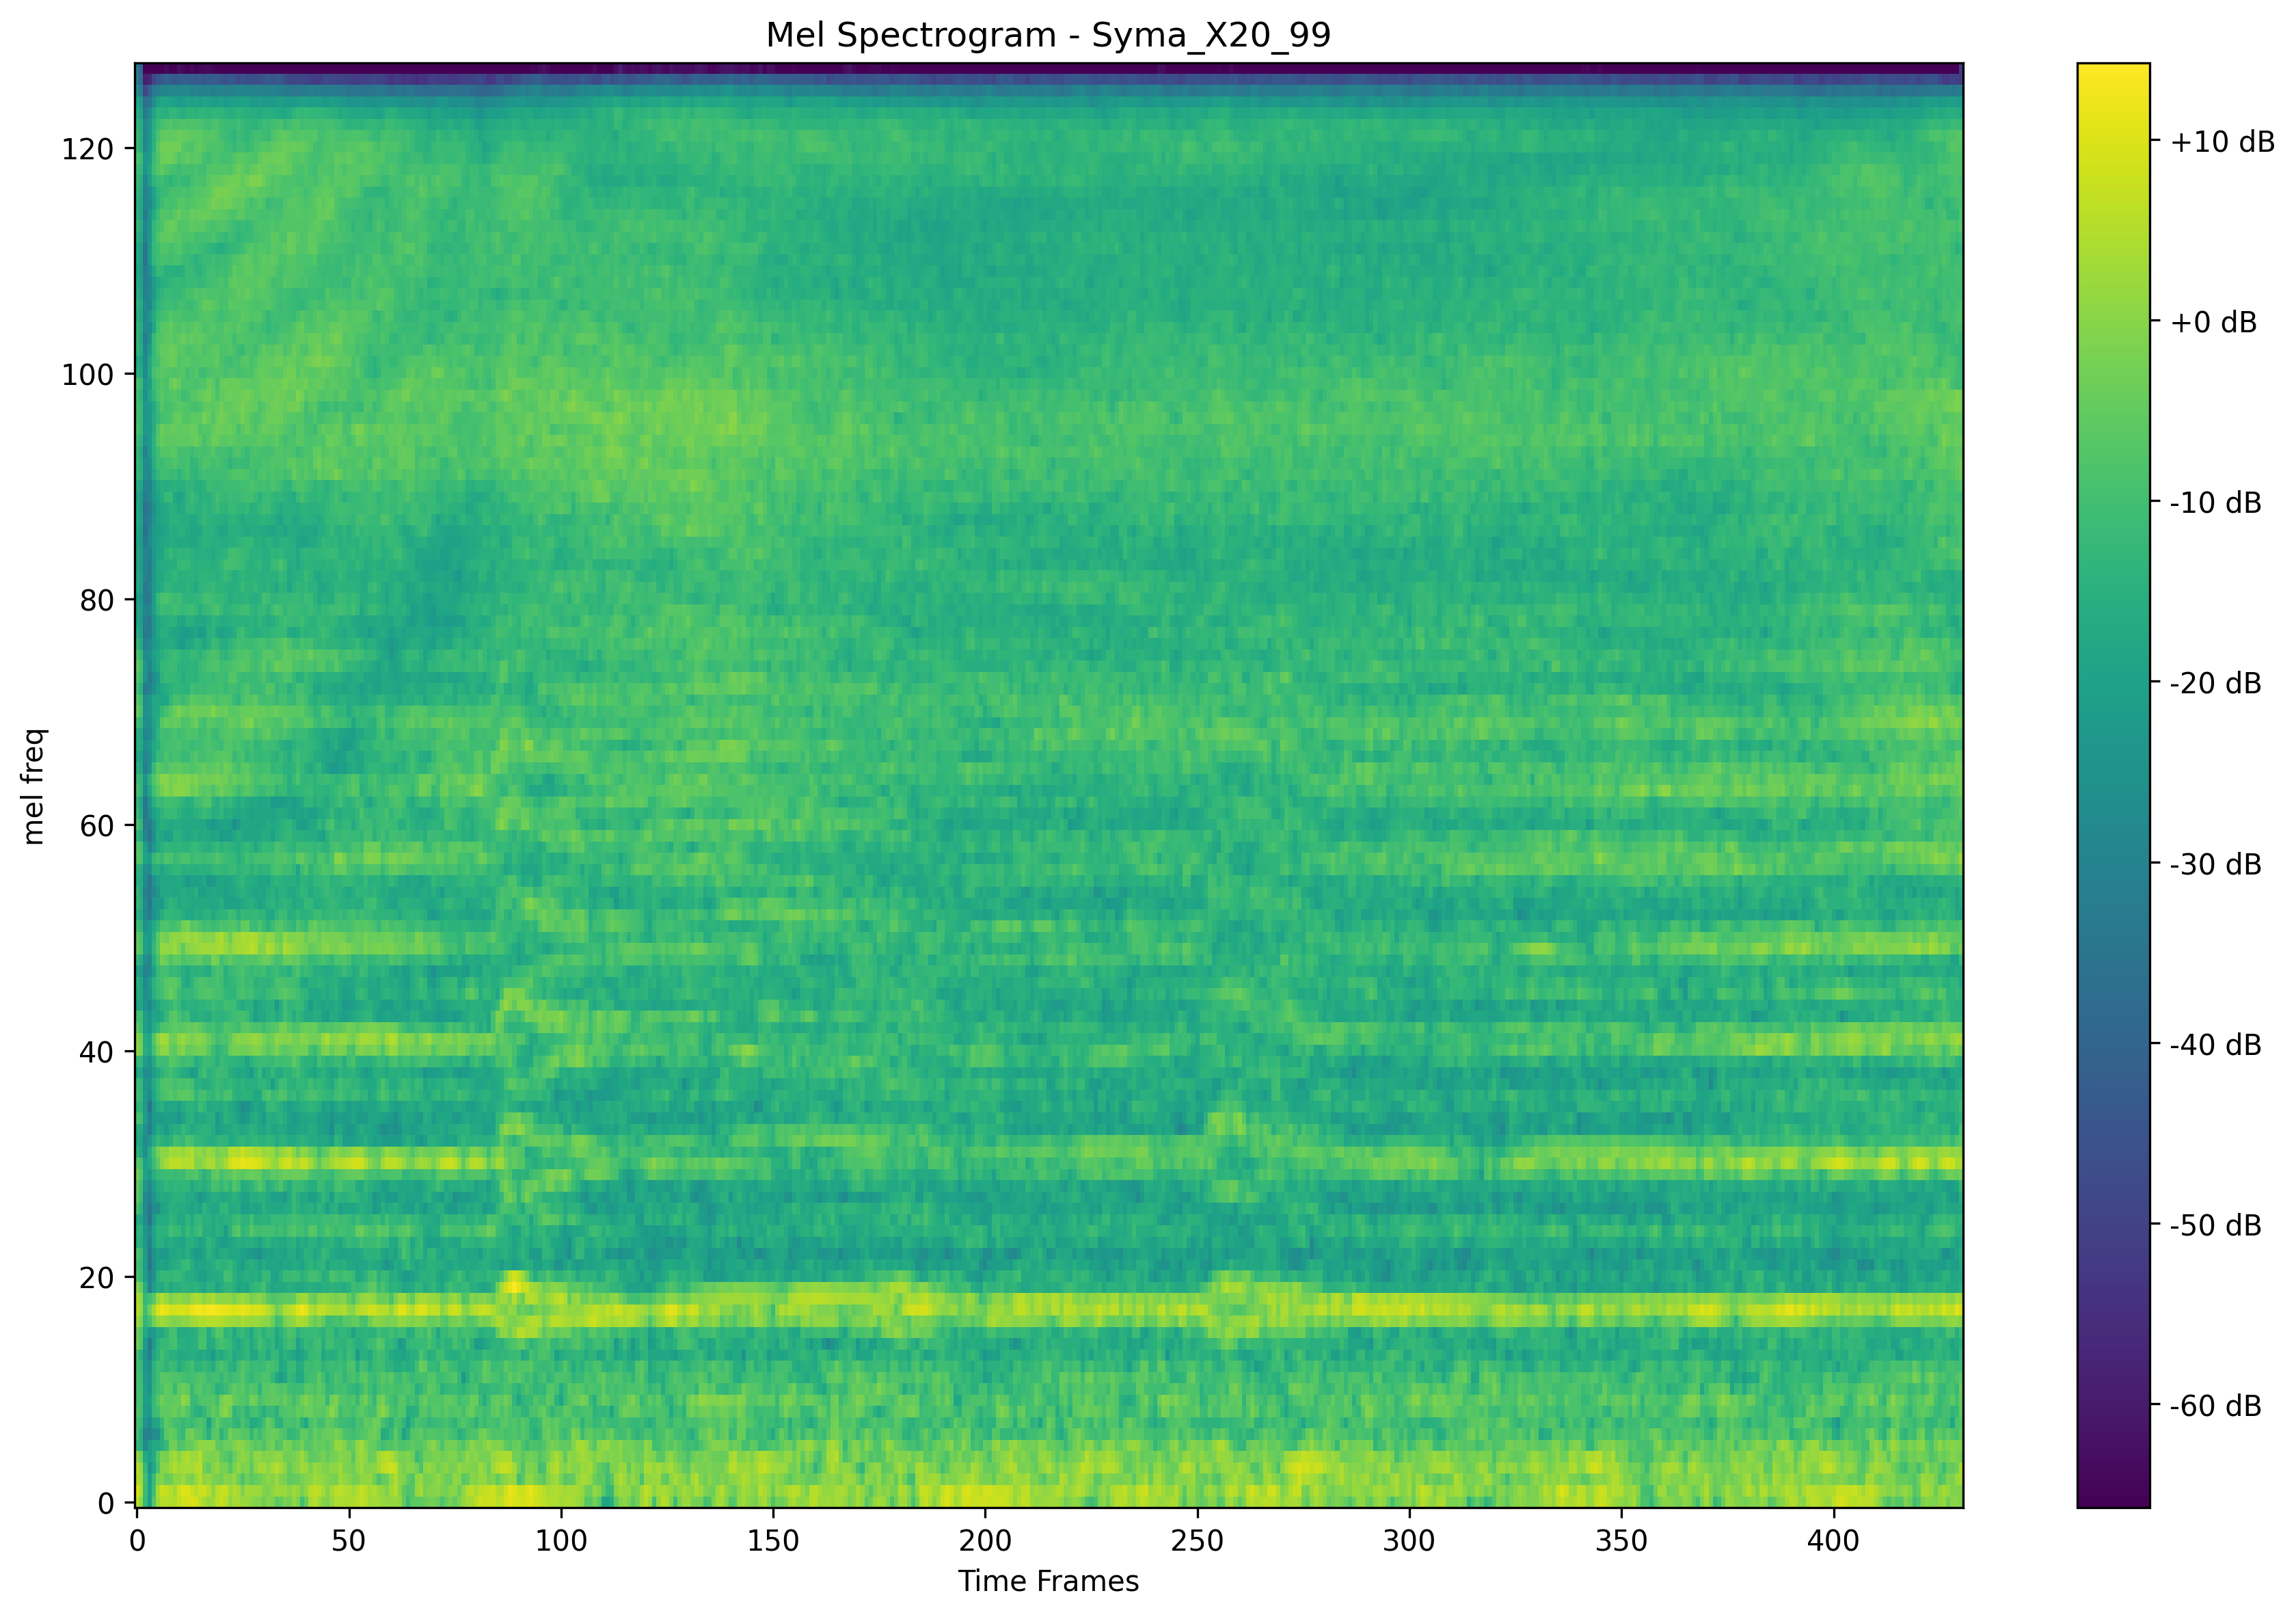 Mel Spectrogram - Syma_X20_99
mel freq
120
100
80
60
40
20
0
0 50 100 150 200 250 300 350 400
Time Frames
+10 dB
+0 dB
-10 dB
-20 dB
-30 dB
-40 dB
-50 dB
-60 dB